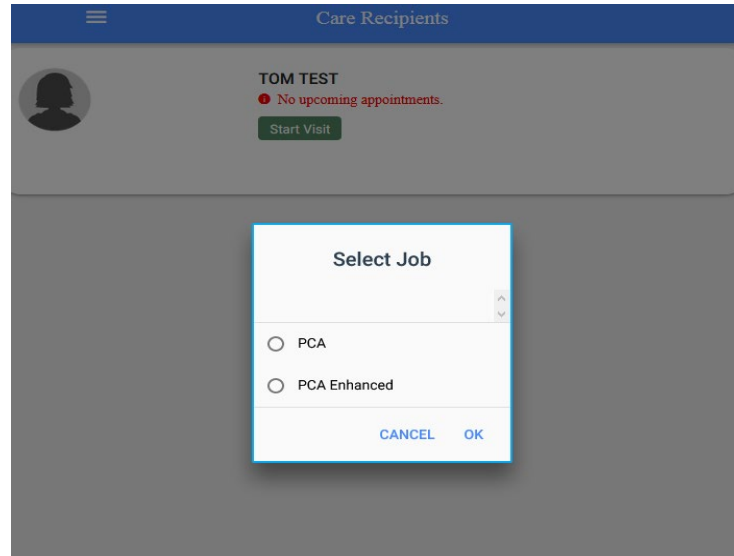 Care Recipients
TOM TEST
No upcoming appointments.
Start Visit
Select Job
PCA
PCA Enhanced
CANCEL OK